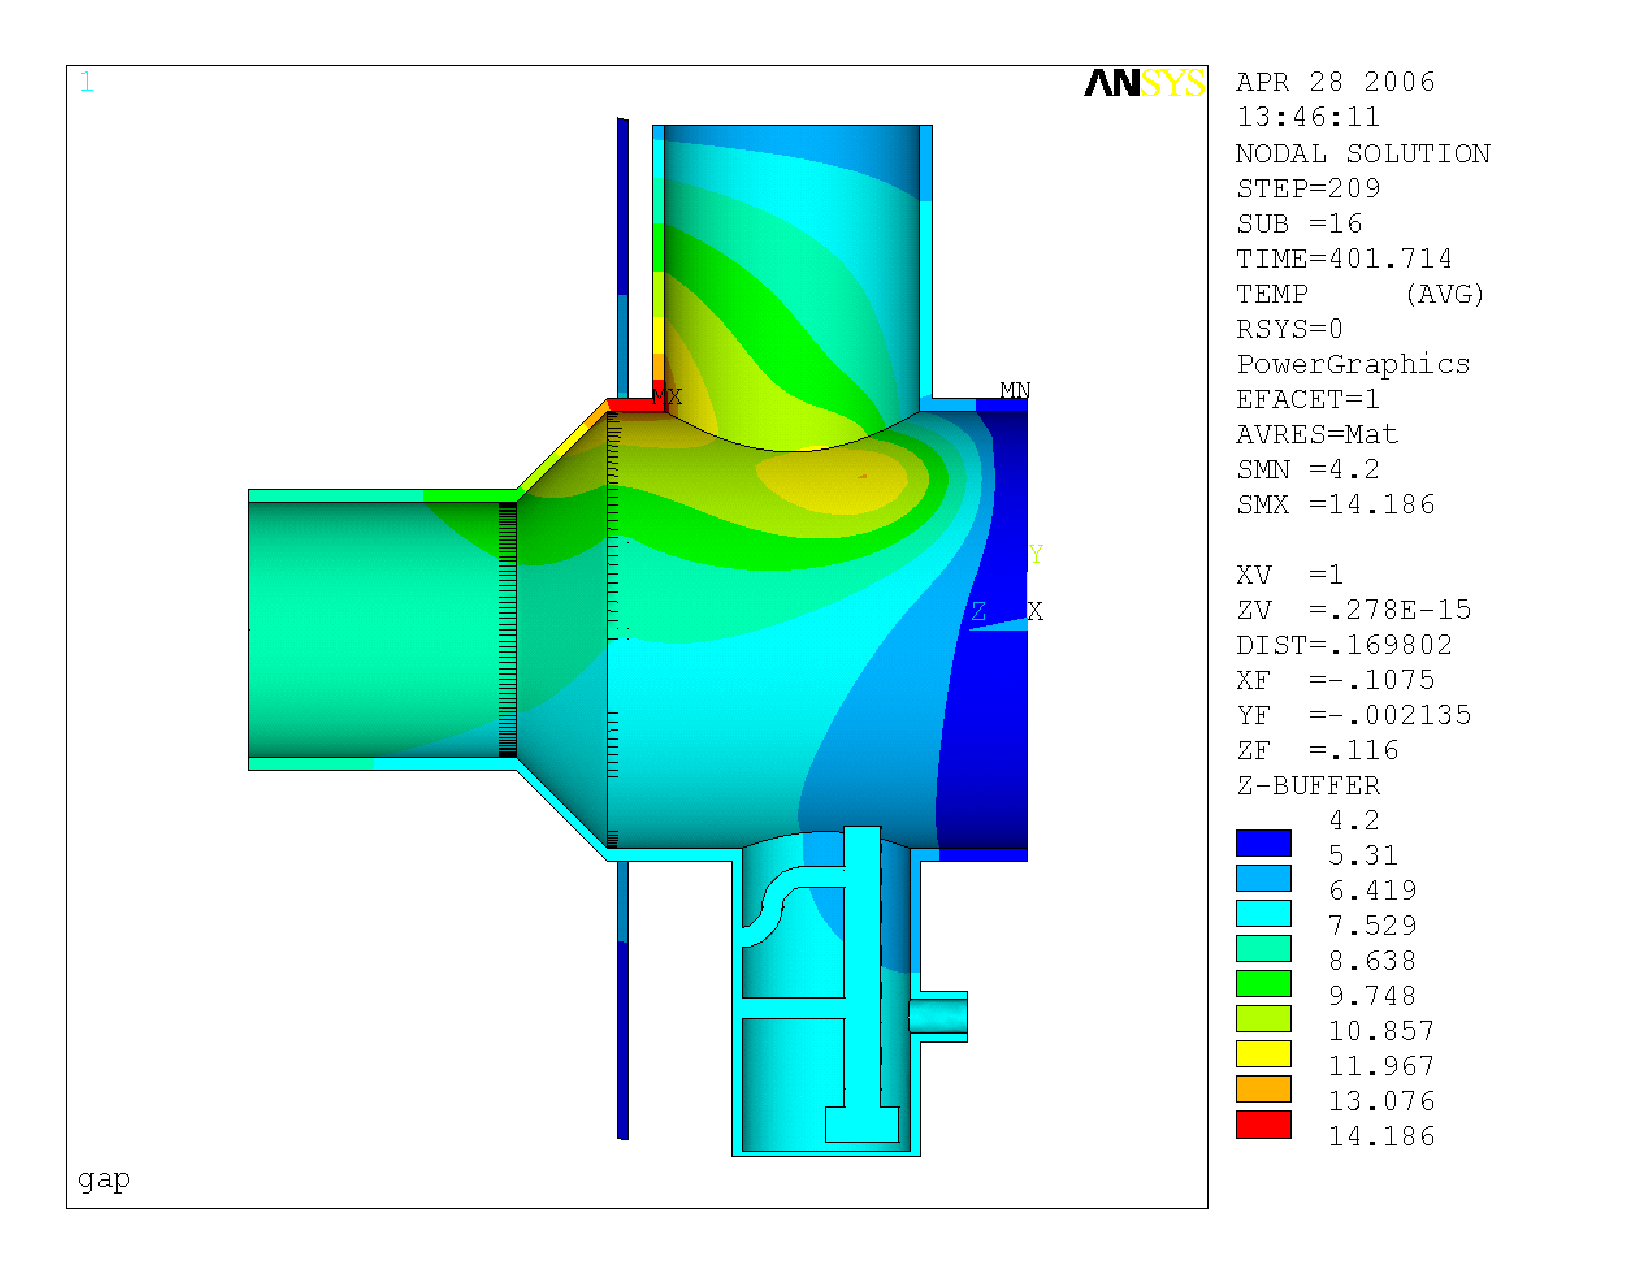 1
ANSYS
MX
MN
Y
Z
X
gap
APR 28 2006
13:46:11
NODAL SOLUTION
STEP=209
SUB =16
TIME=401.714
TEMP (AVG)
RSYS=0
PowerGraphics
EFACET=1
AVRES=Mat
SMN =4.2
SMX =14.186
XV =1
ZV =.278E-15
DIST=.169802
XF =-.1075
YF =-.002135
ZF =.116
Z-BUFFER
4.2
5.31
6.419
7.529
8.638
9.748
10.857
11.967
13.076
14.186